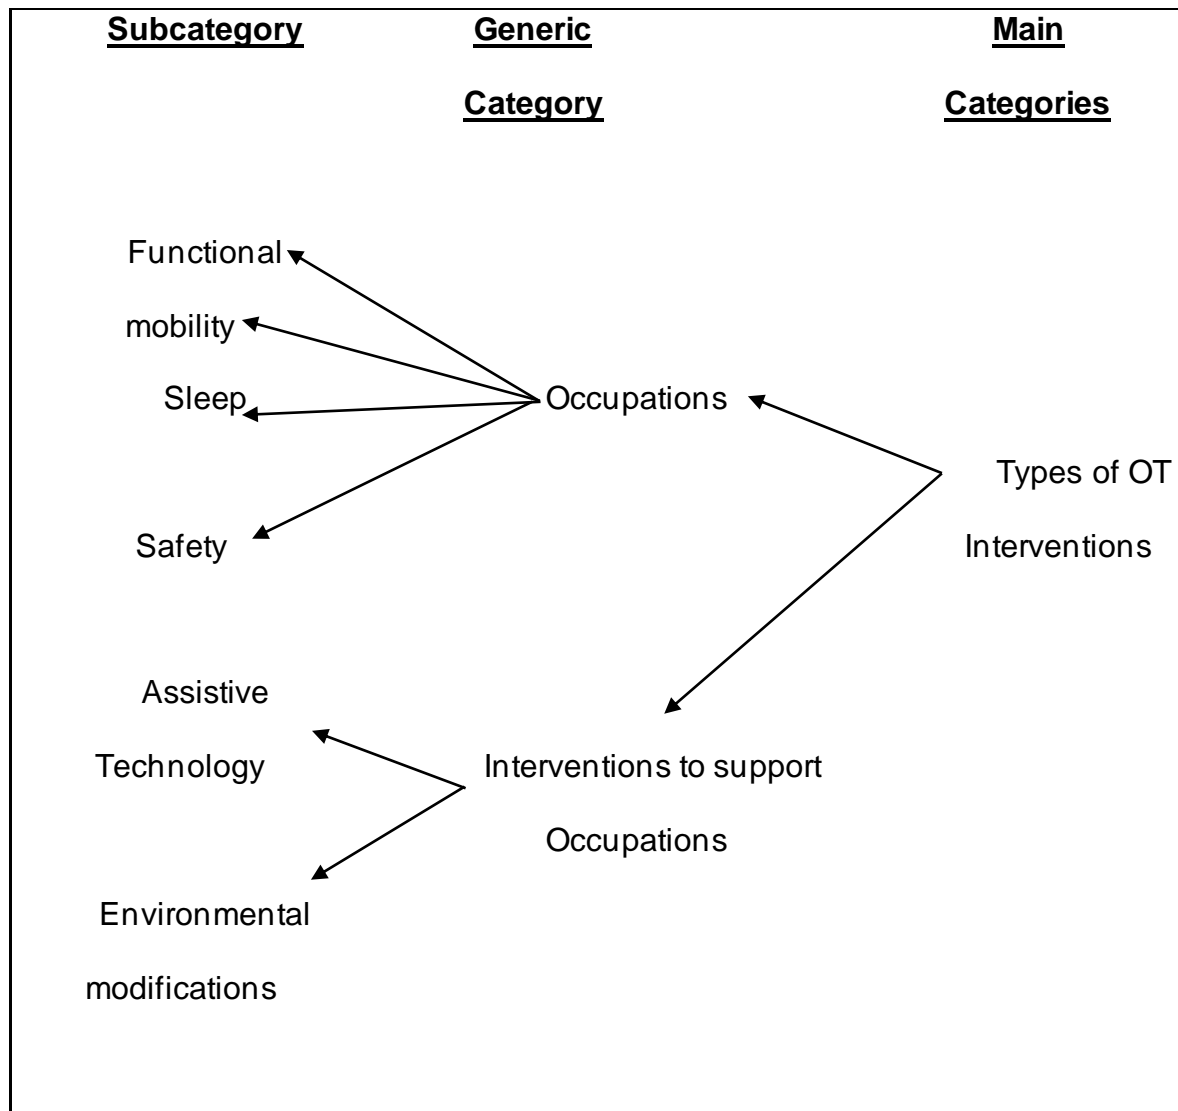 Subcategory
Generic
Category
Main
Categories
Functional
mobility
Sleep
Safety
Occupations
Types of OT
Interventions
Assistive
Technology
Interventions to support
Occupations
Environmental
modifications